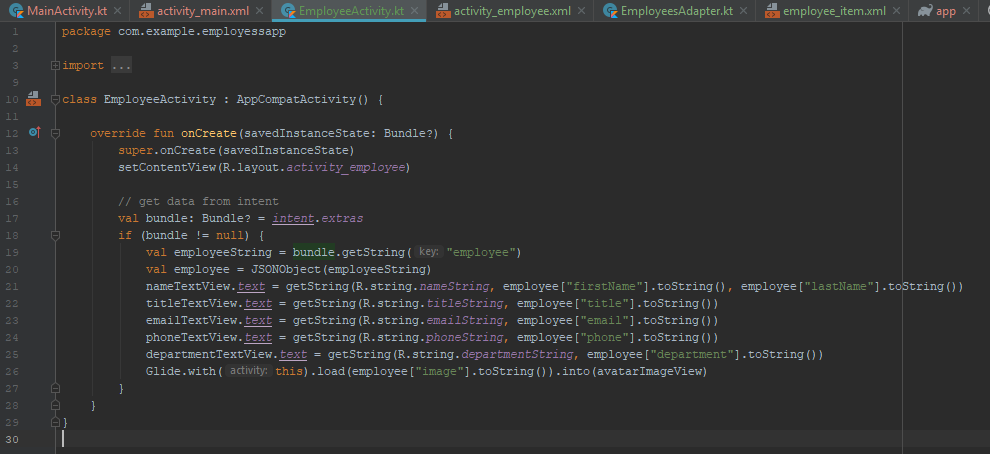 MainActivity.kt activity_main.xml EmployeeActivity.kt activity_employee.xml EmployeesAdapter.kt employee_item.xml app
1 package com.example.employessapp
2
3 import ...
9
10 class EmployeeActivity : AppCompatActivity() {
11
12 override fun onCreate(savedInstanceState: Bundle?) {
13 super.onCreate(savedInstanceState)
14 setContentView(R.layout.activity_employee)
15
16 // get data from intent
17 val bundle: Bundle? = intent.extras
18 if (bundle != null) {
19 val employeeString = bundle.getString( key: "employee")
20 val employee = JSONObject(employeeString)
21 nameTextView.text = getString(R.string.nameString, employee["firstName"].toString(), employee["lastName"].toString())
22 titleTextView.text = getString(R.string.titleString, employee["title"].toString())
23 emailTextView.text = getString(R.string.emailString, employee["email"].toString())
24 phoneTextView.text = getString(R.string.phoneString, employee["phone"].toString())
25 departmentTextView.text = getString(R.string.departmentString, employee["department"].toString())
26 Glide.with( activity: this).load(employee["image"].toString()).into(avatarImageView)
27 }
28 }
29 }
30